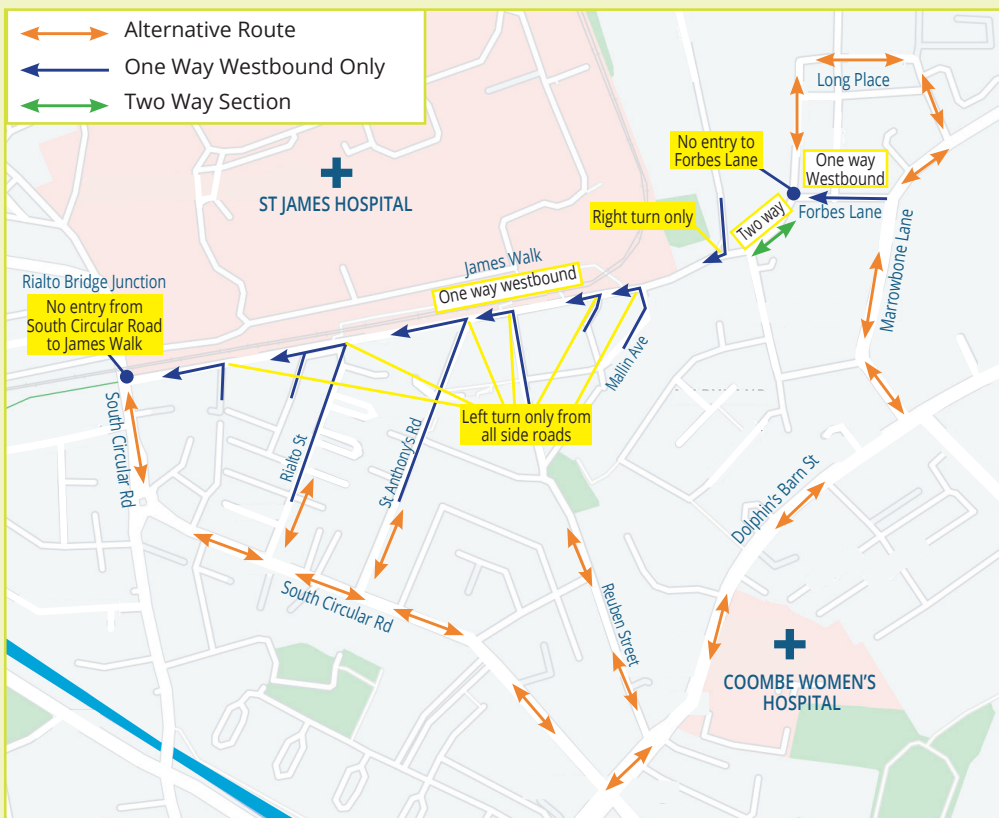 Alternative Route
One Way Westbound Only
Two Way Section
Long Place
No entry to
Forbes Lane
One way
Westbound
ST JAMES HOSPITAL
Right turn only
Two way
Forbes Lane
Marrowbone Lane
James Walk
One way westbound
Rialto Bridge Junction
No entry from
South Circular Road
to James Walk
Mallin Ave
South Circular Rd
Rialto St
St Anthony's Rd
Left turn only from
all side roads
Dolphin's Barn St
South Circular Rd
Reuben Street
COOMBE WOMEN'S
HOSPITAL